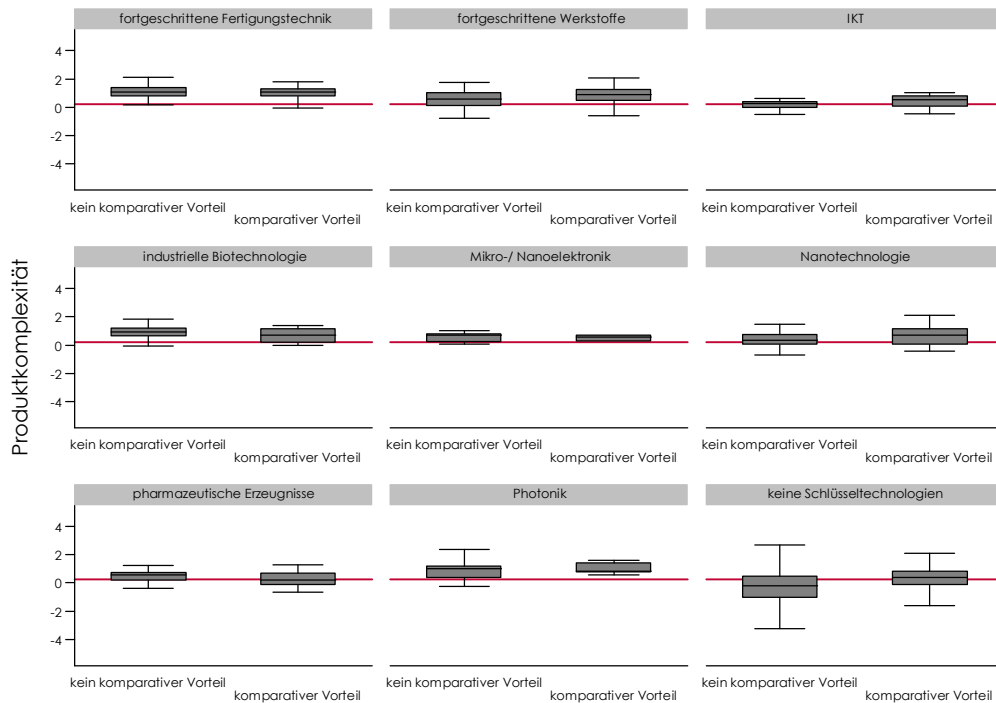 fortgeschrittene Fertigungstechnik
fortgeschrittene Werkstoffe
IKT
4
2
0
-2
-4
kein komparativer Vorteil
komparativer Vorteil
kein komparativer Vorteil
komparativer Vorteil
kein komparativer Vorteil
komparativer Vorteil
Produktkomplexität
industrielle Biotechnologie
Mikro-/ Nanoelektronik
Nanotechnologie
4
2
0
-2
-4
kein komparativer Vorteil
komparativer Vorteil
kein komparativer Vorteil
komparativer Vorteil
kein komparativer Vorteil
komparativer Vorteil
pharmazeutische Erzeugnisse
Photonik
keine Schlüsseltechnologien
4
2
0
-2
-4
kein komparativer Vorteil
komparativer Vorteil
kein komparativer Vorteil
komparativer Vorteil
kein komparativer Vorteil
komparativer Vorteil